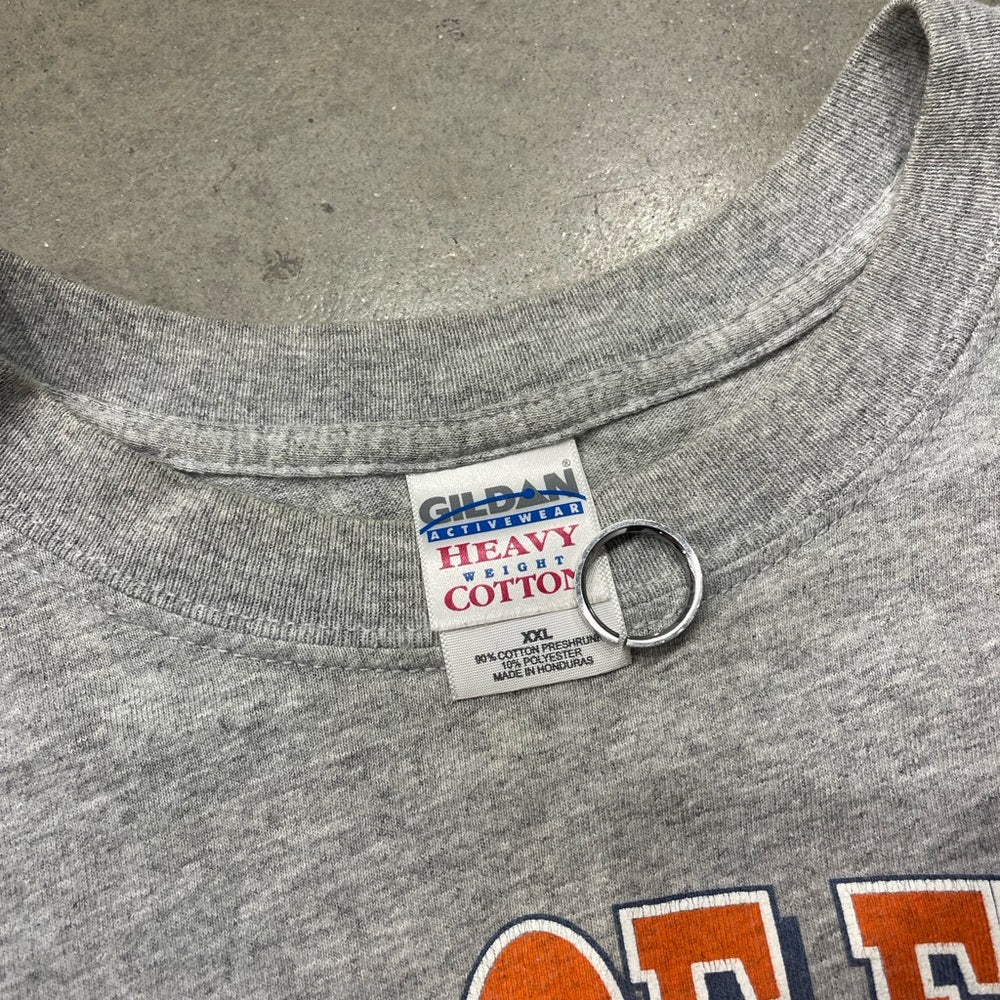 GILDAN®
ACTIVEWEAR
HEAVY
WEIGHT
COTTON
XXL
90% COTTON PRESHRUNK
10% POLYESTER
MADE IN HONDURAS